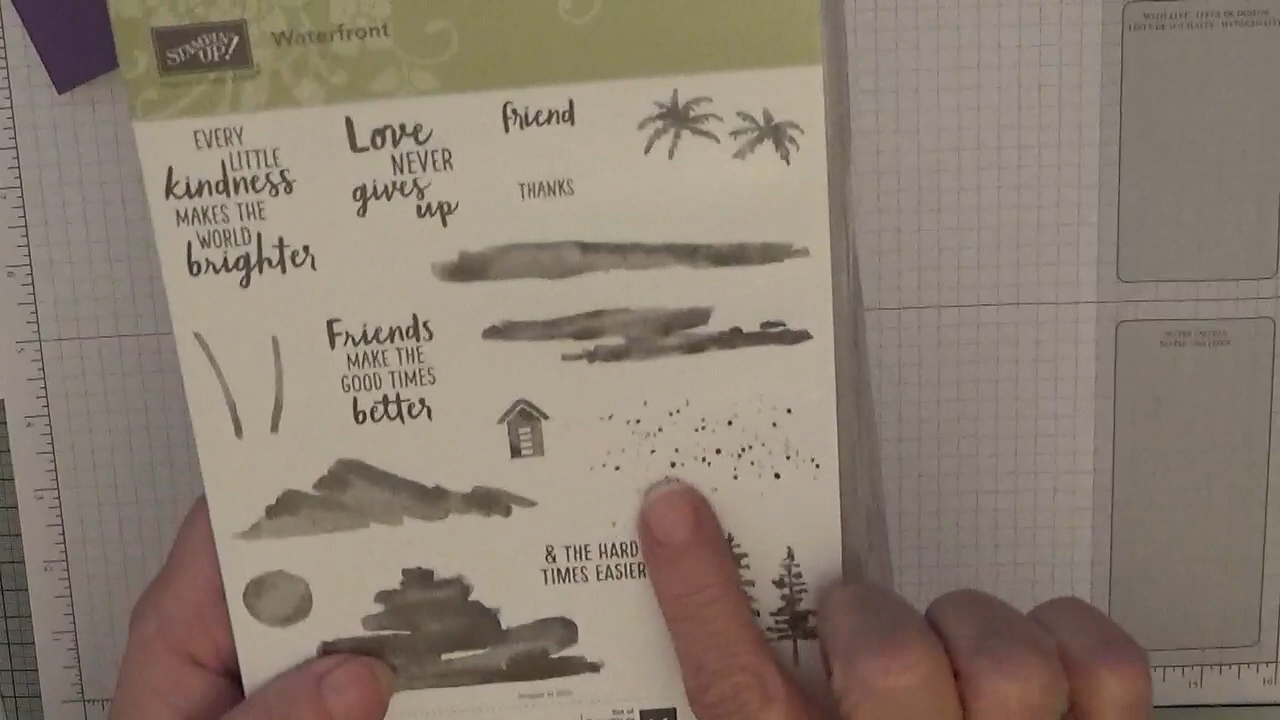 STAMPIN' UP!
Waterfront
EVERY
LITTLE
kindness
MAKES THE
WORLD
brighter
Love
NEVER
gives
up
friend
THANKS
Friends
MAKE THE
GOOD TIMES
better
& THE HARD
TIMES EASIER